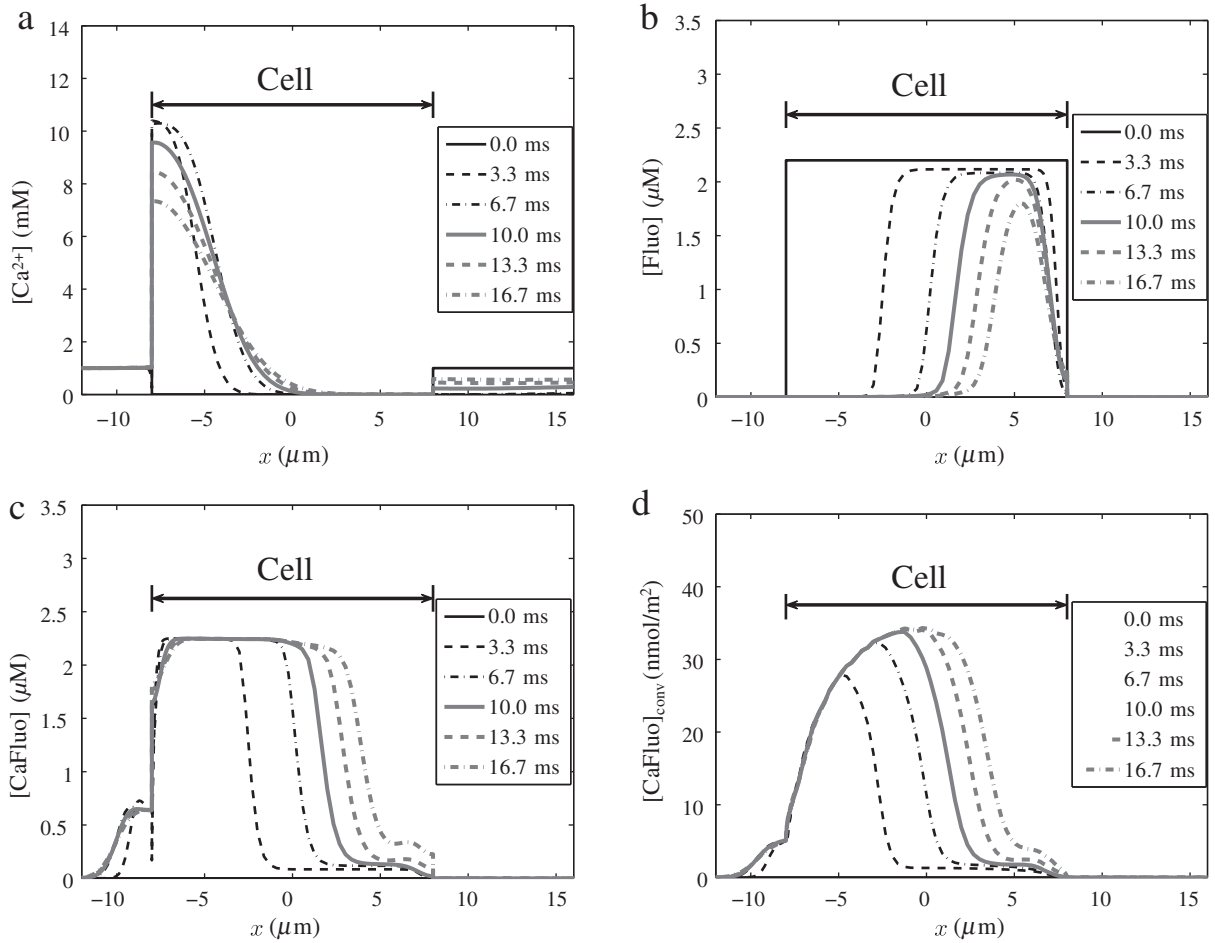 a
14
12
10
8
6
4
2
0
[Ca²⁺] (mM)
Cell
0.0 ms
3.3 ms
6.7 ms
10.0 ms
13.3 ms
16.7 ms
−10
−5
0
5
10
15
x (μm)
b
3.5
3
2.5
2
1.5
1
0.5
0
[Fluo] (μM)
Cell
0.0 ms
3.3 ms
6.7 ms
10.0 ms
13.3 ms
16.7 ms
−10
−5
0
5
10
15
x (μm)
c
3.5
3
2.5
2
1.5
1
0.5
0
[CaFluo] (μM)
Cell
0.0 ms
3.3 ms
6.7 ms
10.0 ms
13.3 ms
16.7 ms
−10
−5
0
5
10
15
x (μm)
d
50
40
30
20
10
0
[CaFluo]conv (nmol/m²)
Cell
0.0 ms
3.3 ms
6.7 ms
10.0 ms
13.3 ms
16.7 ms
−10
−5
0
5
10
15
x (μm)